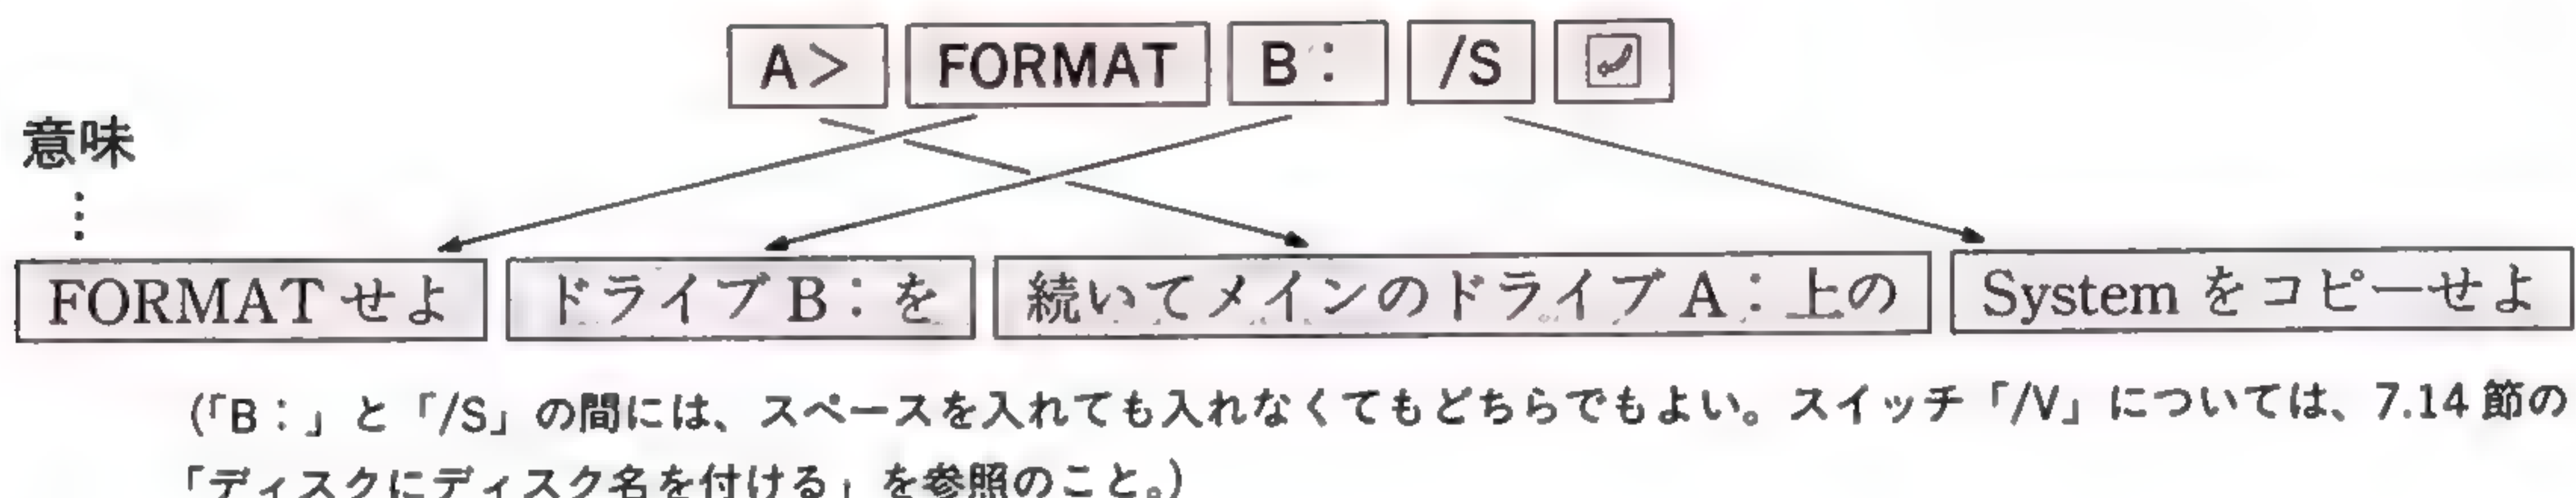 A> FORMAT B： /S ⏎
意味
⋮
FORMATせよ ドライブB：を 続いてメインのドライブA：上の Systemをコピーせよ
(「B：」と「/S」の間には、スペースを入れても入れなくてもどちらでもよい。スイッチ「/V」については、7.14節の
「ディスクにディスク名を付ける」を参照のこと。)